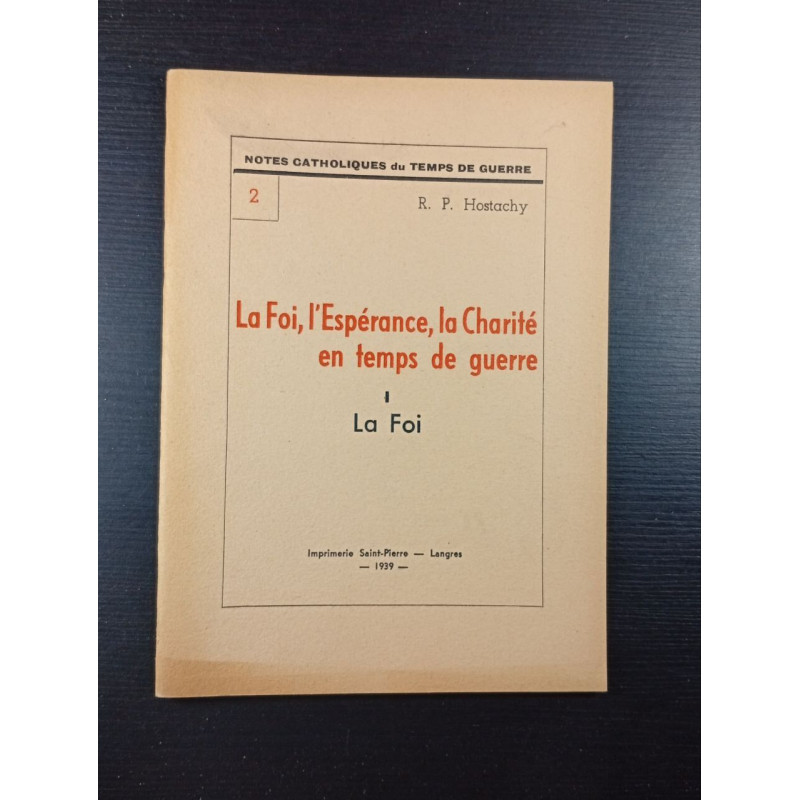 NOTES CATHOLIQUES du TEMPS DE GUERRE
2
R. P. Hostachy
La Foi, l'Espérance, la Charité
en temps de guerre
I
La Foi
Imprimerie Saint-Pierre — Langres
— 1939 —